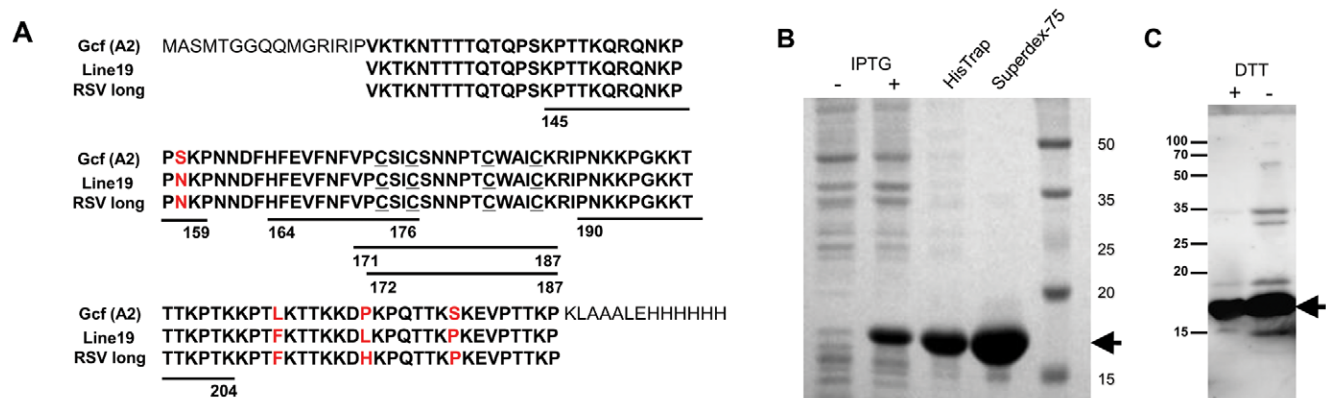 A
Gcf (A2) MASMTGGQQMGRIRIPVKTKNTTTTQTQPSKPTTKQRQNKP
Line19 VKTKNTTTTQTQPSKPTTKQRQNKP
RSV long VKTKNTTTTQTQPSKPTTKQRQNKP
145
Gcf (A2) PSKPNNDFHFEVFNFVPCSICSNNPTCWAICKRIPNKKPGKKT
Line19 PNKPNNDFHFEVFNFVPCSICSNNPTCWAICKRIPNKKPGKKT
RSV long PNKPNNDFHFEVFNFVPCSICSNNPTCWAICKRIPNKKPGKKT
159 164 176 190
171 187
172 187
Gcf (A2) TTKPTKKPTLKTTKKDPKPQTTKSKEVPTTKPKLAAALEHHHHHH
Line19 TTKPTKKPTFKTTKKDLKPQTTKPKEVPTTKP
RSV long TTKPTKKPTFKTTKKDHKPQTTKPKEVPTTKP
204
B
IPTG
- + HisTrap Superdex-75
50
35
25
20
15
C
DTT
+ -
100
70
50
35
25
20
15